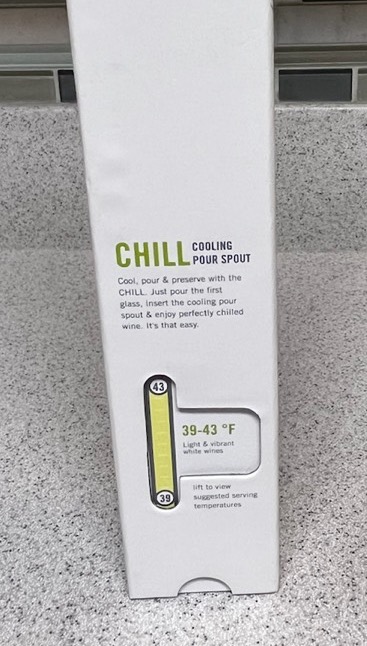 CHILL COOLING
POUR SPOUT
Cool, pour & preserve with the
CHILL. Just pour the first
glass, insert the cooling pour
spout & enjoy perfectly chilled
wine. It's that easy.
43
39-43 °F
Light & vibrant
white wines
39
lift to view
suggested serving
temperatures